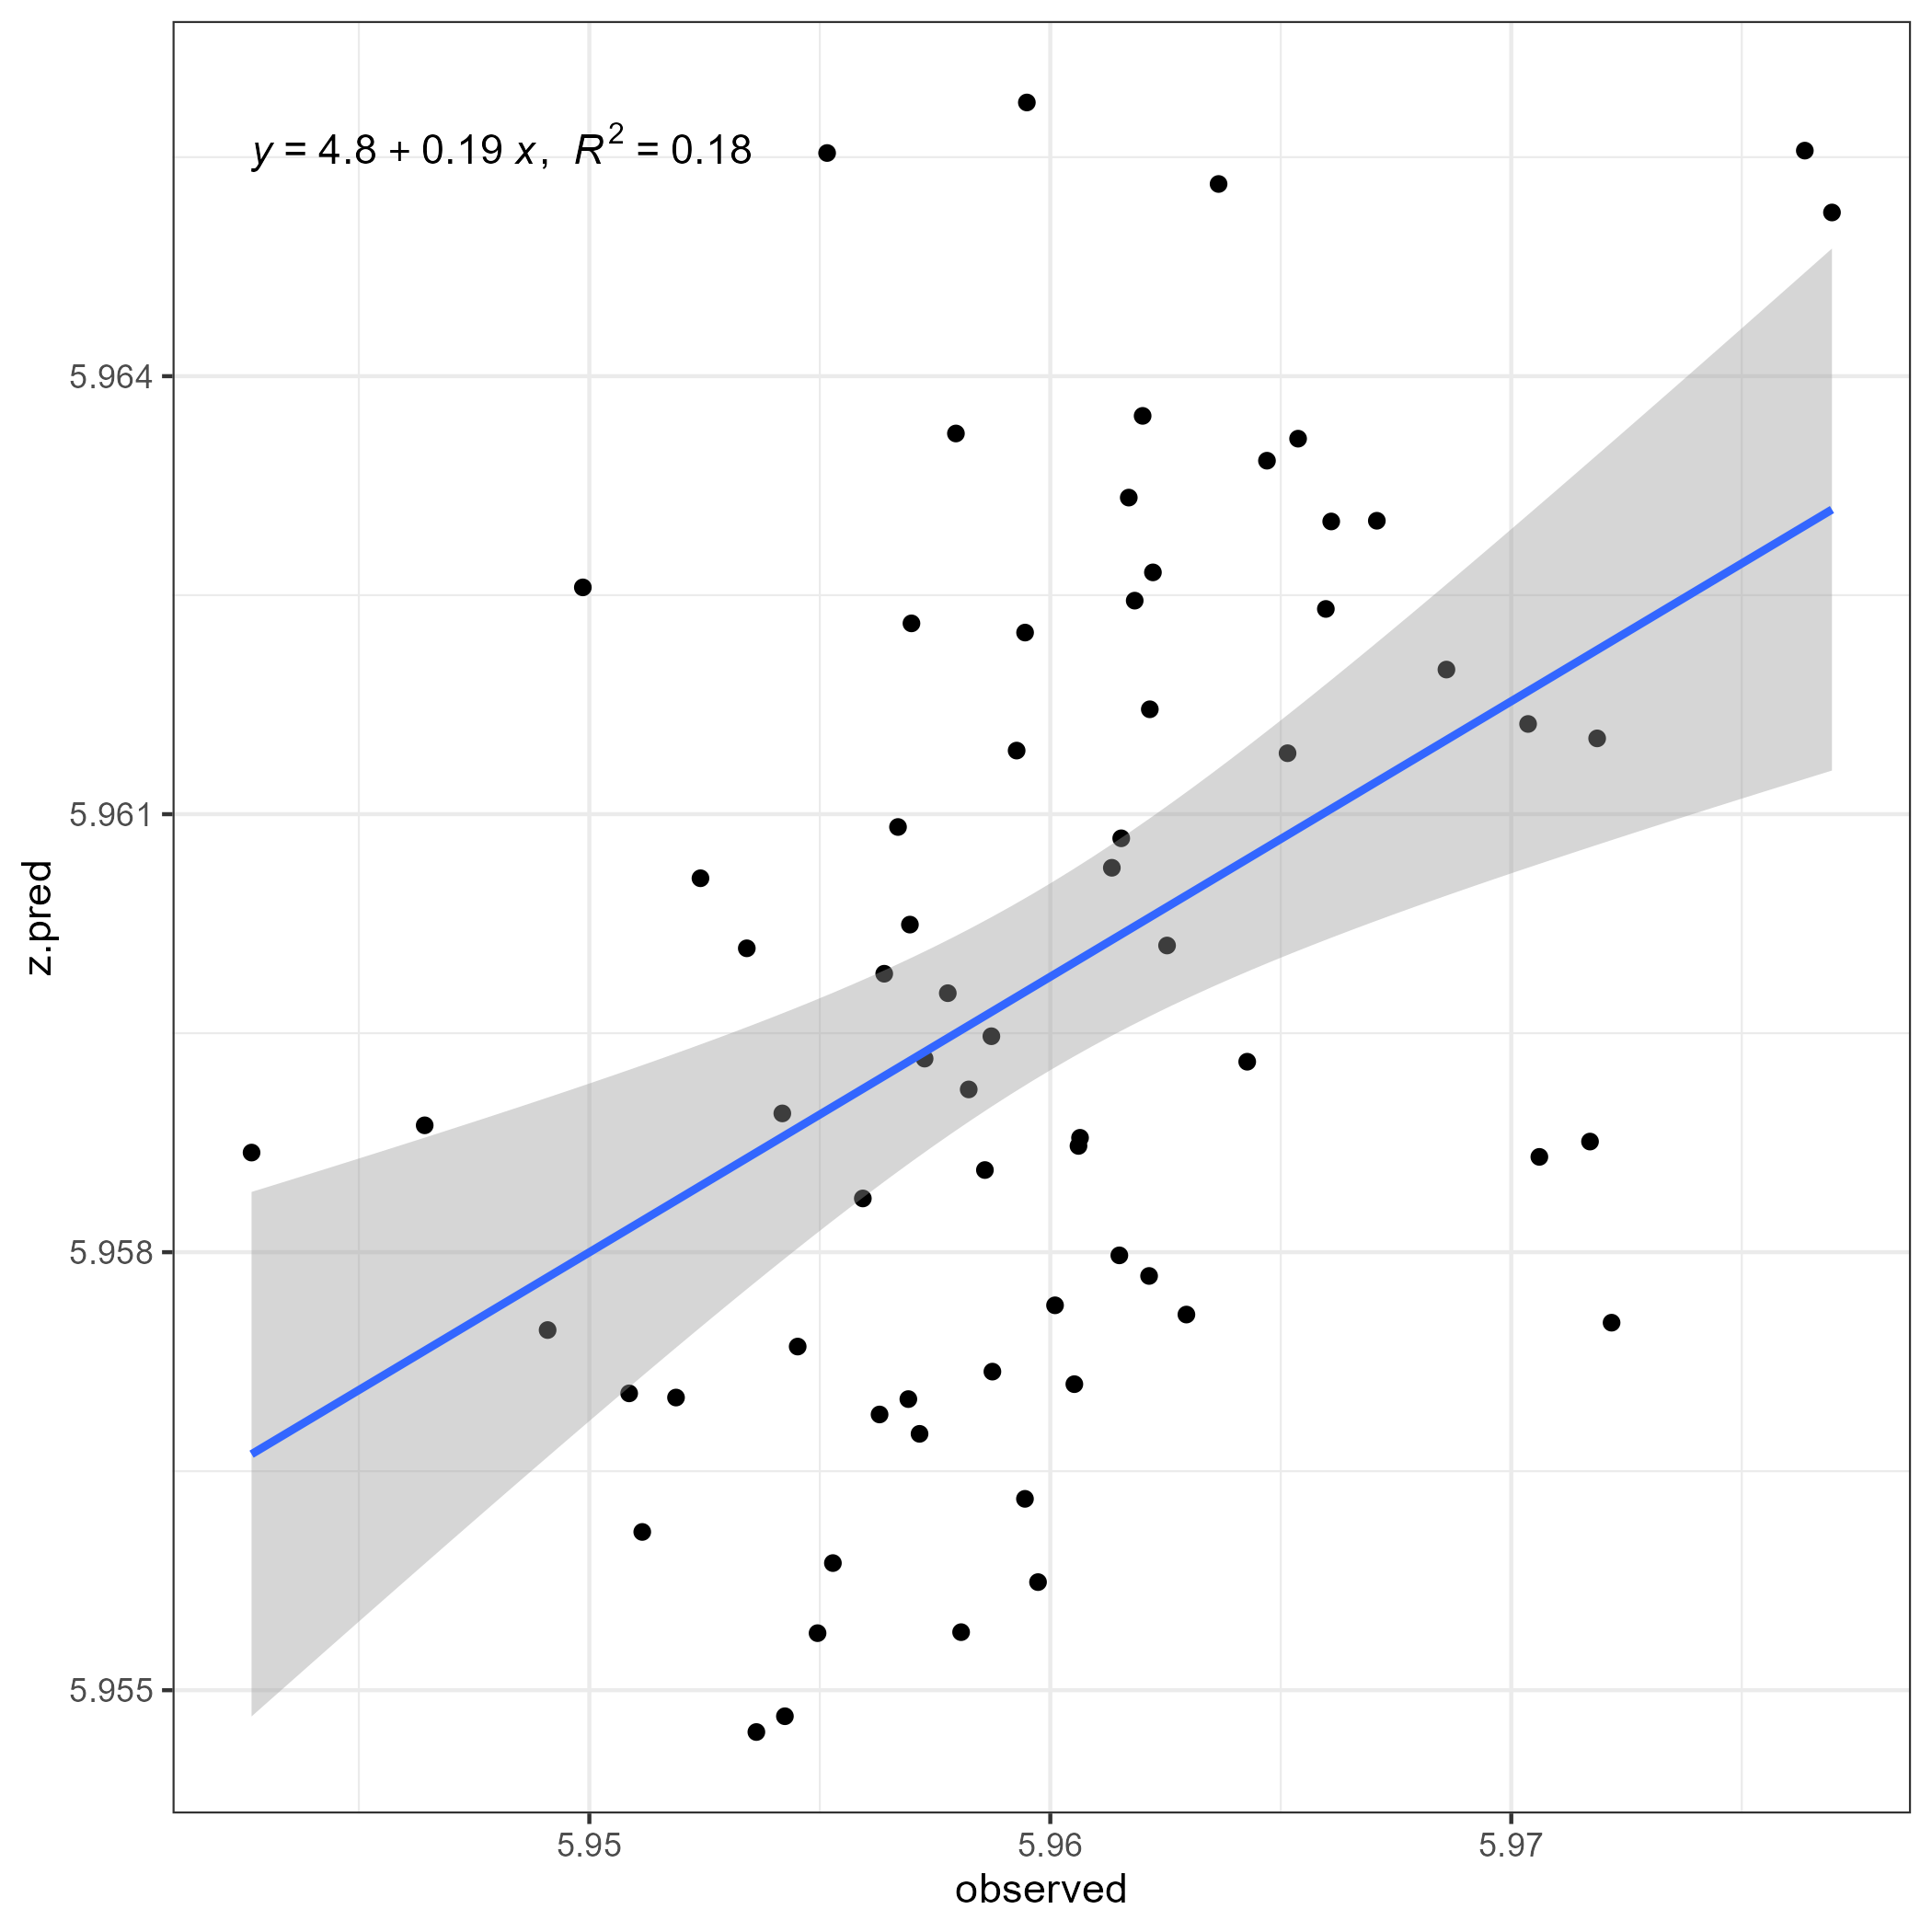 y = 4.8 + 0.19 x, R² = 0.18
5.964
5.961
5.958
5.955
z.pred
5.95 5.96 5.97
observed